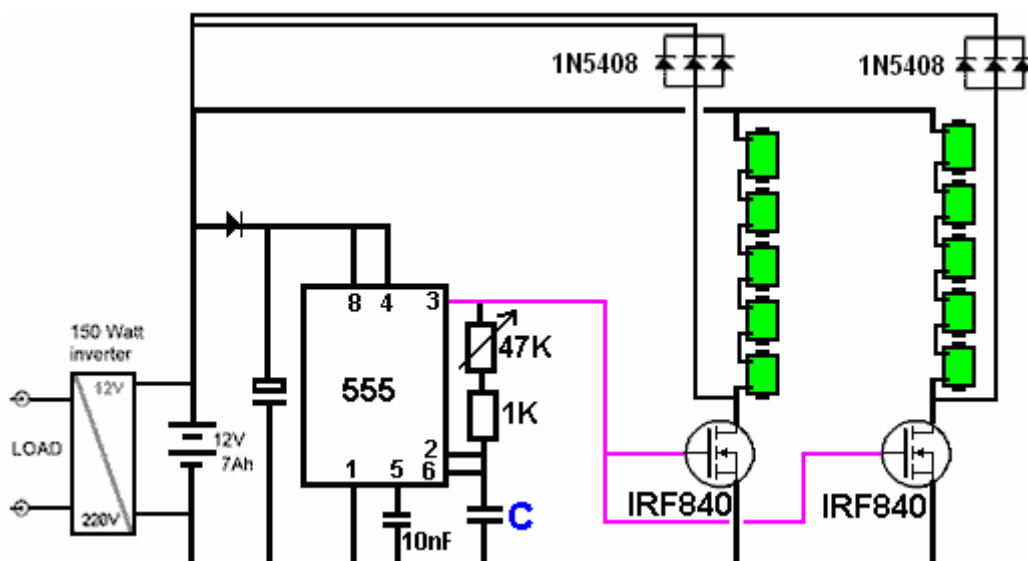 1N5408
1N5408
8 4 3
150 Watt
inverter
47K
12V
555
1K
LOAD
12V
7Ah
2
6
1 5
220V
10nF
C
IRF840
IRF840